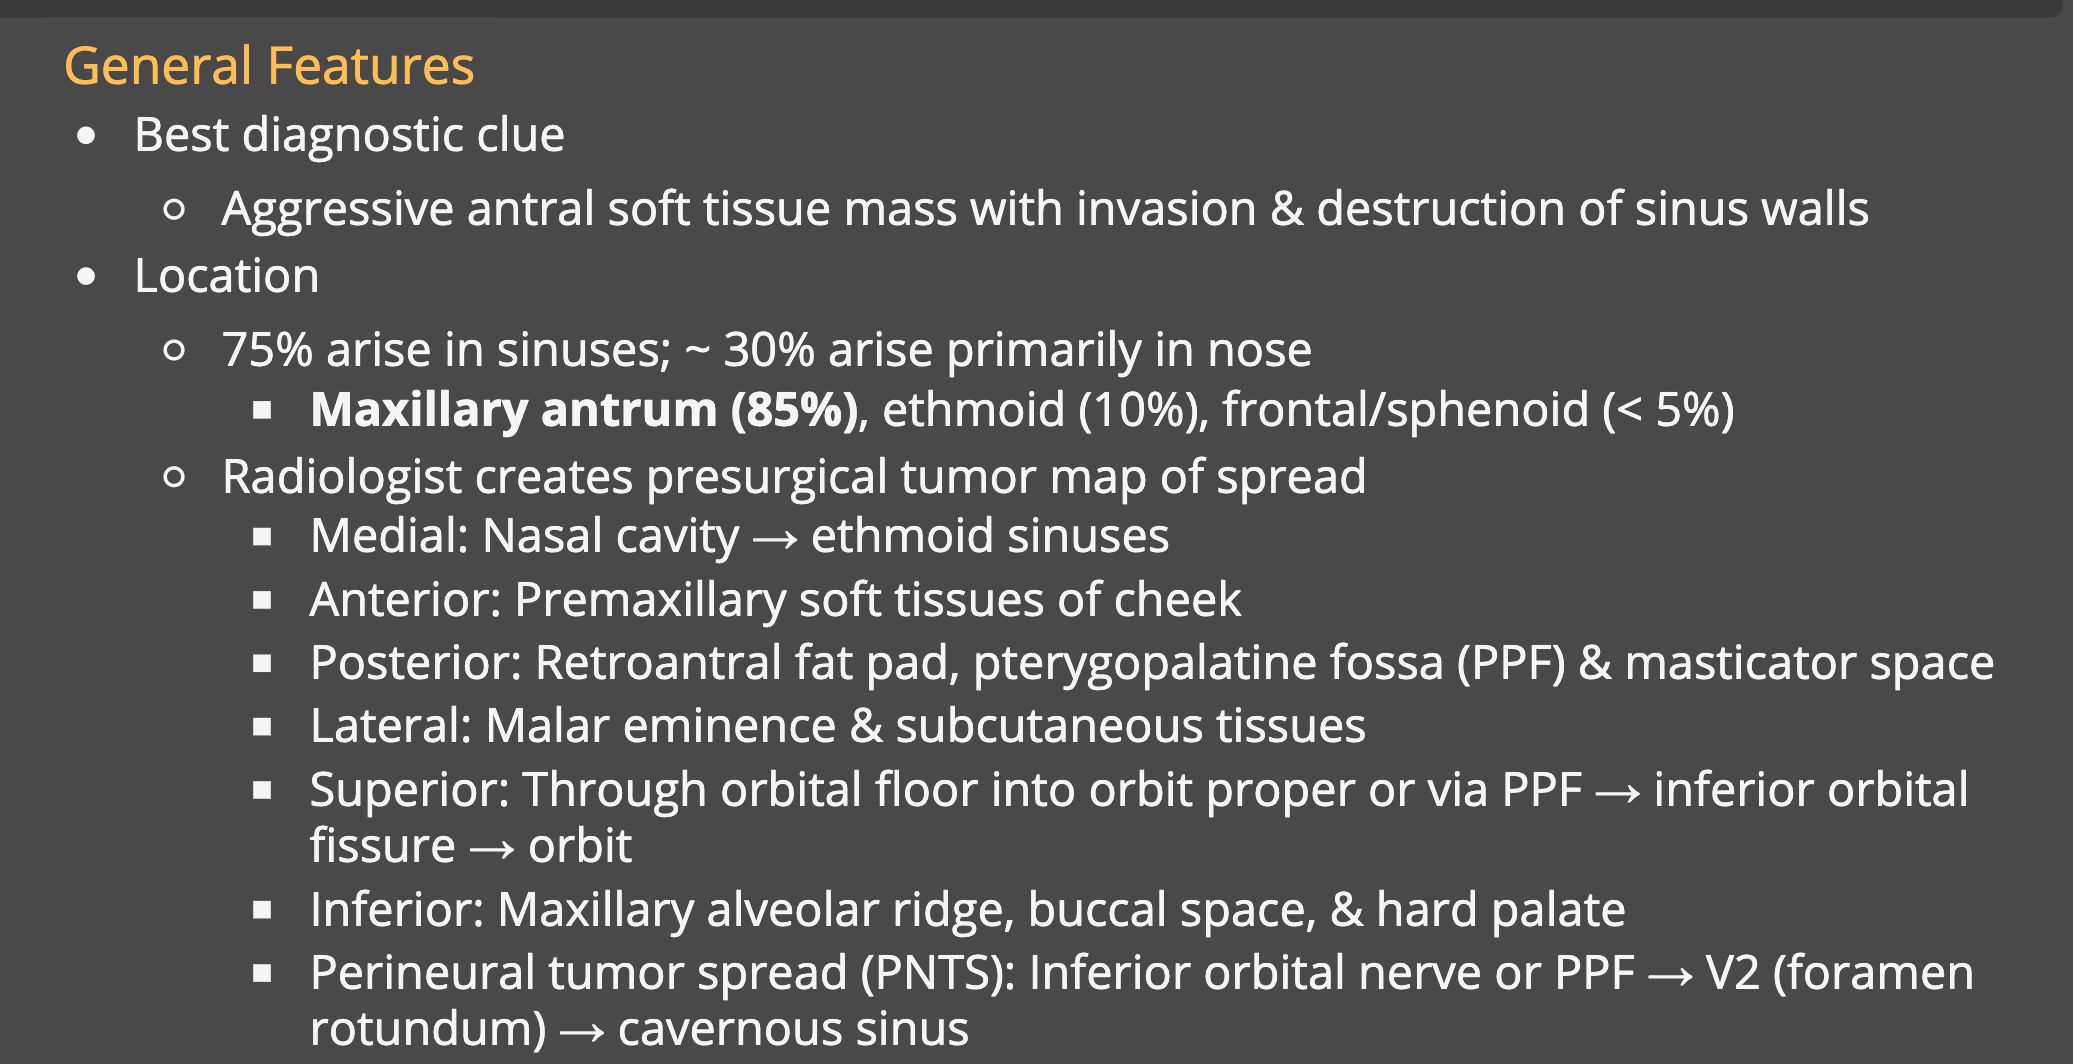 General Features
• Best diagnostic clue
○ Aggressive antral soft tissue mass with invasion & destruction of sinus walls
• Location
○ 75% arise in sinuses; ~ 30% arise primarily in nose
▪ Maxillary antrum (85%), ethmoid (10%), frontal/sphenoid (< 5%)
○ Radiologist creates presurgical tumor map of spread
▪ Medial: Nasal cavity → ethmoid sinuses
▪ Anterior: Premaxillary soft tissues of cheek
▪ Posterior: Retroantral fat pad, pterygopalatine fossa (PPF) & masticator space
▪ Lateral: Malar eminence & subcutaneous tissues
▪ Superior: Through orbital floor into orbit proper or via PPF → inferior orbital
fissure → orbit
▪ Inferior: Maxillary alveolar ridge, buccal space, & hard palate
▪ Perineural tumor spread (PNTS): Inferior orbital nerve or PPF → V2 (foramen
rotundum) → cavernous sinus